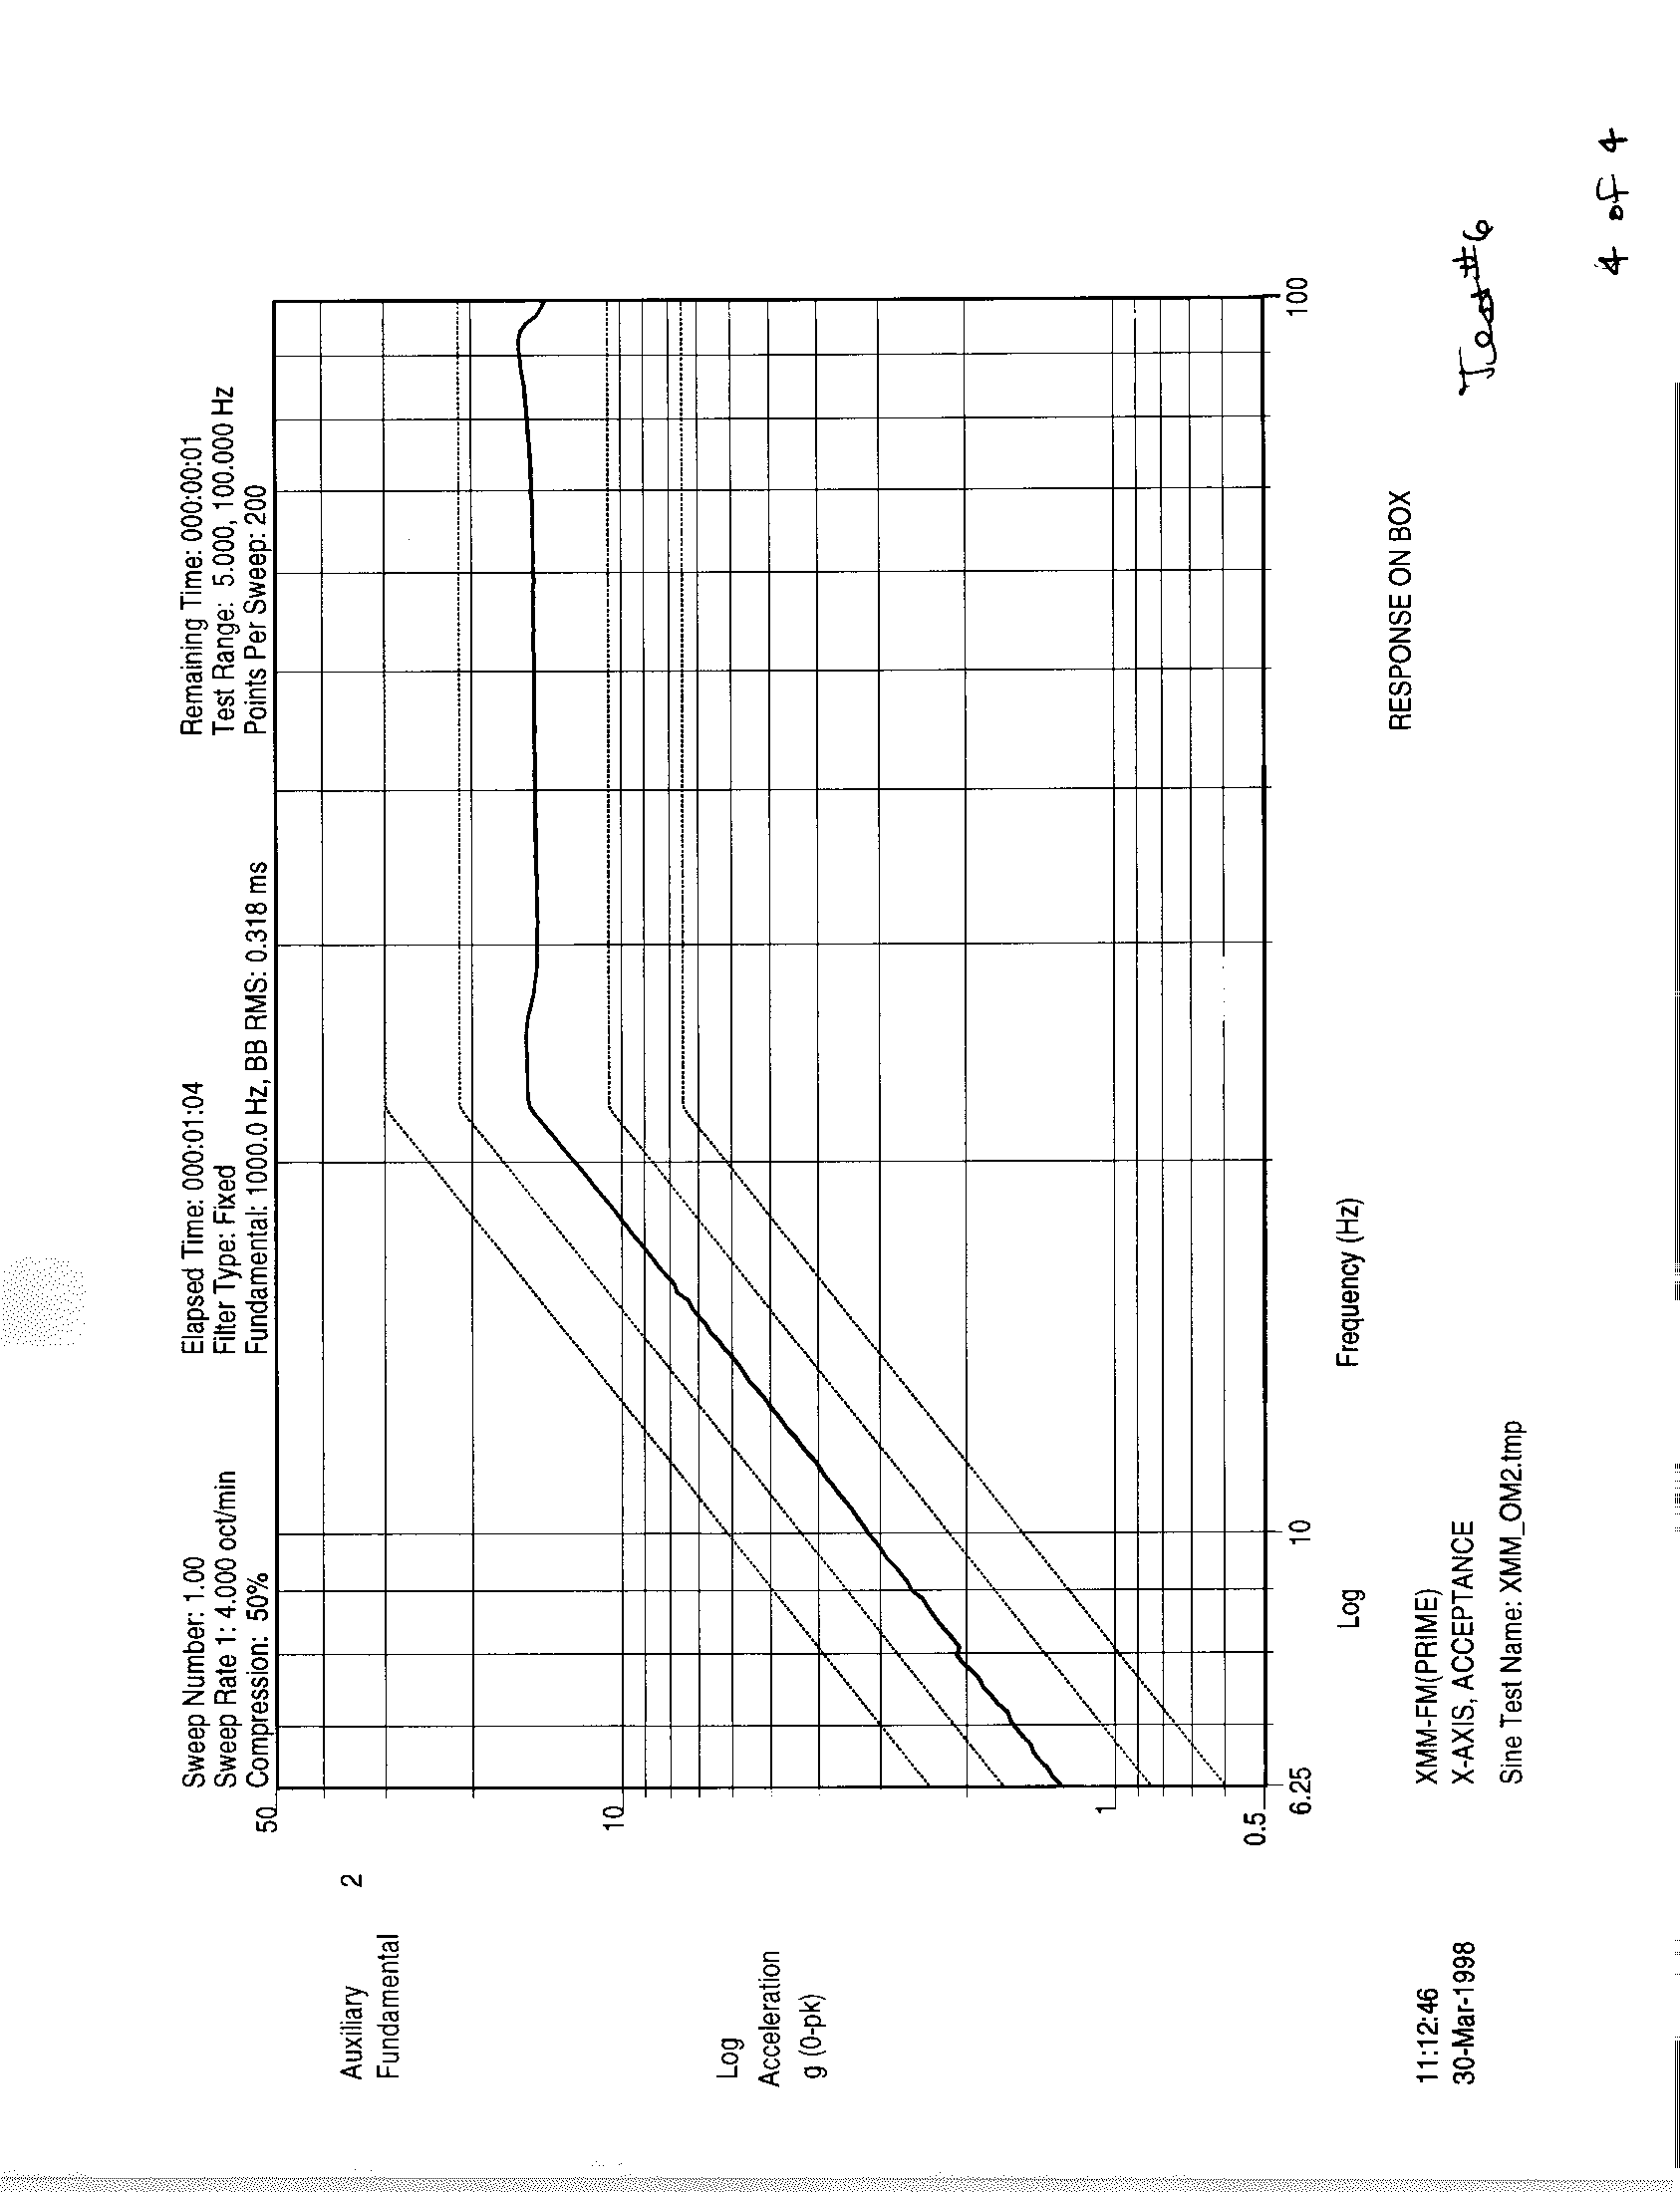 Sweep Number: 1.00
Sweep Rate 1: 4.000 oct/min
Compression: 50%
Elapsed Time: 000:01:04
Filter Type: Fixed
Fundamental: 1000.0 Hz, BB RMS: 0.318 ms
Remaining Time: 000:00:01
Test Range: 5.000, 100.000 Hz
Points Per Sweep: 200
Auxiliary 2
Fundamental
Log
Acceleration
g (0-pk)
50
10
1
0.5
6.25
10
100
Log
Frequency (Hz)
11:12:46
30-Mar-1998
XMM-FM(PRIME)
X-AXIS, ACCEPTANCE
Sine Test Name: XMM_OM2.tmp
RESPONSE ON BOX
Test #6
4 of 4